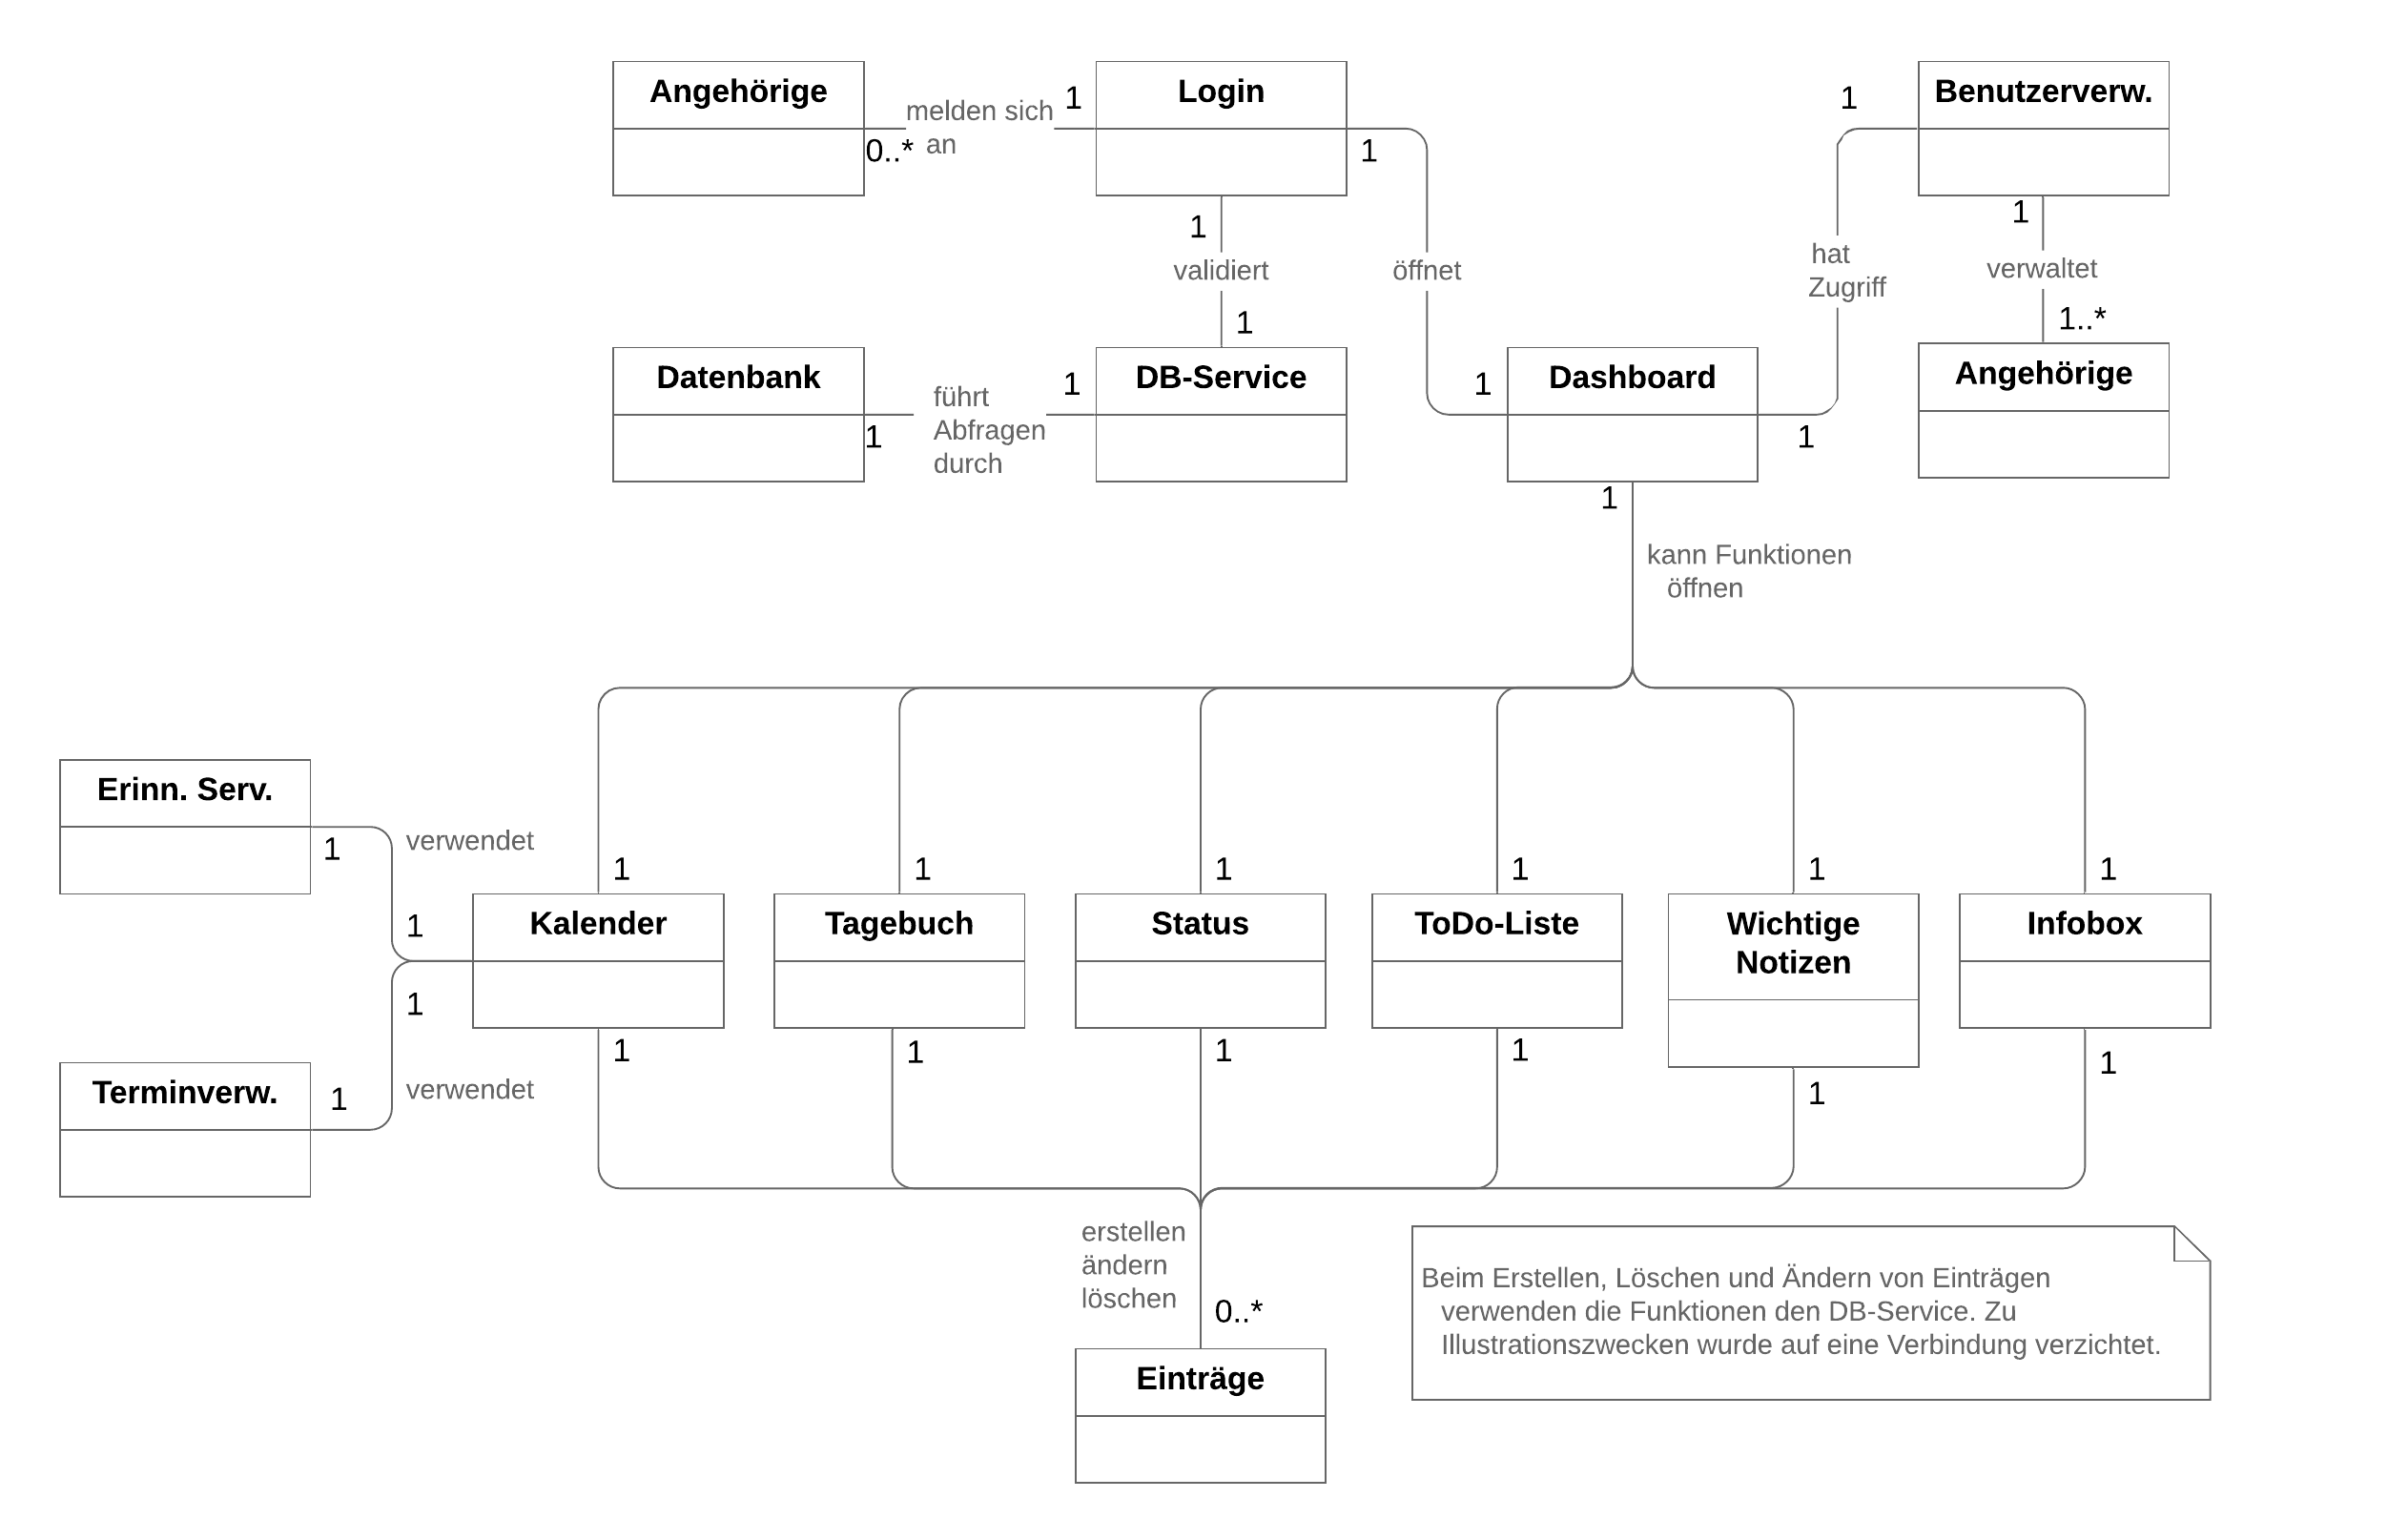 Angehörige
melden sich
an
1
0..*
Login
1
1
validiert
1
öffnet
1
Benutzerverw.
1
hat
Zugriff
verwaltet
1..*
Datenbank
1
führt
Abfragen
durch
1
DB-Service
1
Dashboard
1
1
Angehörige
kann Funktionen
öffnen
Erinn. Serv.
1
verwendet
1
1
Terminverw.
1
verwendet
1
1
1
1
1
1
Kalender
Tagebuch
Status
ToDo-Liste
Wichtige
Notizen
Infobox
1
1
1
1
1
1
erstellen
ändern
löschen
0..*
Einträge
Beim Erstellen, Löschen und Ändern von Einträgen
verwenden die Funktionen den DB-Service. Zu
Illustrationszwecken wurde auf eine Verbindung verzichtet.